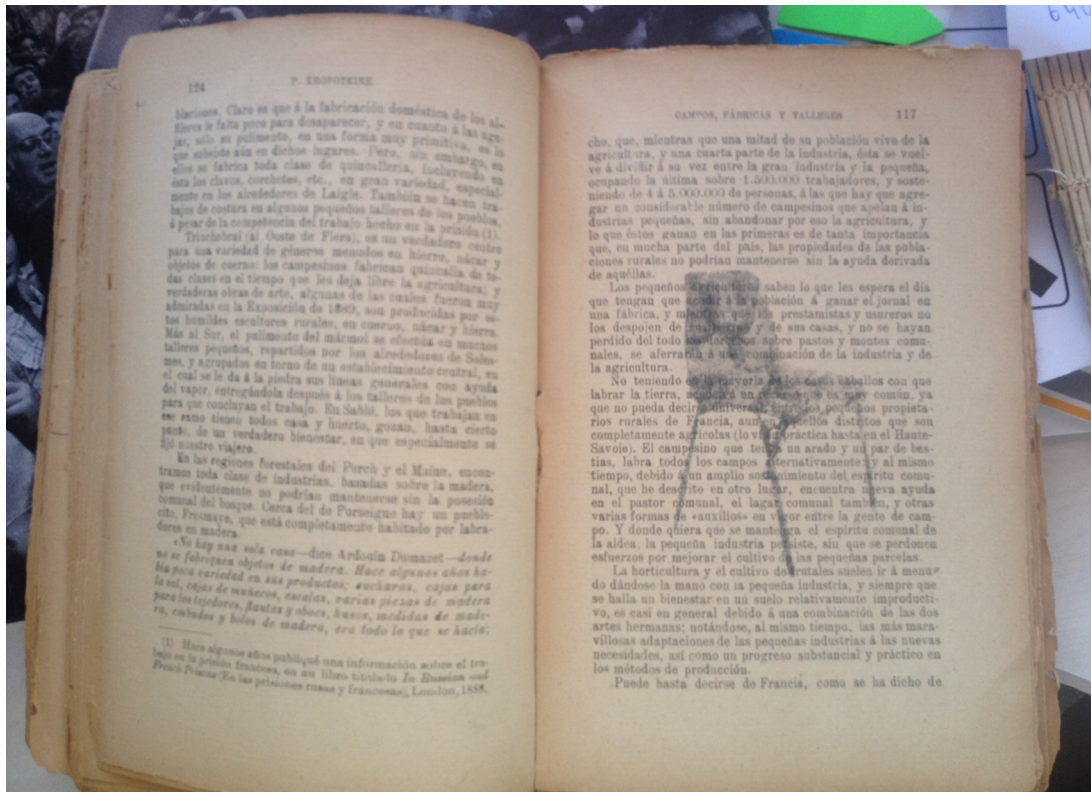 124
P. KROPOTKINE
blaciones. Claro es que á la fabricación doméstica de los al-
fileres le falta poco para desaparecer, y en cuanto á las agu-
jas, sólo su pulimento, en una forma muy primitiva, es lo
que subsiste aún en dichos lugares. Pero, sin embargo, en
ellos se fabrica toda clase de quincallería, incluyendo en
ésta los clavos, corchetes, etc., en gran variedad, especial-
mente en los alrededores de Laigle. También se hacen tra-
bajos de costura en algunos pequeños talleres de los pueblos,
á pesar de la competencia del trabajo hecho en la prisión (1).
Trinchebrai (al Oeste de Flers), es un verdadero centro
para una variedad de géneros menudos en hierro, nácar y
objetos de cuerno: los campesinos fabrican quincalla de to-
das clases en el tiempo que les deja libre la agricultura; y
verdaderas obras de arte, algunas de las cuales fueron muy
admiradas en la Exposición de 1889, son producidas por es-
tos humildes escultores rurales, en cuerno, nácar y hierro.
Más al Sur, el pulimento del mármol se efectúa en muchos
talleres pequeños, repartidos por los alrededores de Soles-
mes, y agrupados en torno de un establecimiento central, en
el cual se le da á la piedra sus líneas generales con ayuda
del vapor, entregándola después á los talleres de los pueblos
para que concluyan el trabajo. En Sablé, los que trabajan en
ese ramo tienen todos casa y huerto, gozan, hasta cierto
punto, de un verdadero bienestar, en que especialmente se
fijó nuestro viajero.
En las regiones forestales del Perch y el Maine, encon-
tramos toda clase de industrias, basadas sobre la madera,
que evidentemente no podrían mantenerse sin la posesión
comunal del bosque. Cerca del de Perseigne hay un pueble-
cito, Fresnaye, que está completamente habitado por labra-
dores en madera.
«No hay una sola casa—dice Ardouin Dumazet—donde
no se fabriquen objetos de madera. Hace algunos años ha-
bía poca variedad en sus productos; cucharas, cajas para
la sal, cajas de muñecos, escalas, varias piezas de madera
para los tejedores, flautas y oboes, husos, medidas de made-
ra, embudos y bolos de madera, era todo lo que se hacía;
(1) Hace algunos años publiqué una información sobre el tra-
bajo en la prisión francesa, en un libro titulado In Russian and
French Prisons (En las prisiones rusas y francesas), London, 1888.
CAMPOS, FÁBRICAS Y TALLERES
117
cho, que, mientras que una mitad de su población vive de la
agricultura, y una cuarta parte de la industria, ésta se vuel-
ve á dividir á su vez entre la gran industria y la pequeña,
ocupando la última sobre 1.500.000 trabajadores, y soste-
niendo de 4 á 5.000.000 de personas, á las que hay que agre-
gar un considerable número de campesinos que apelan á in-
dustrias pequeñas, sin abandonar por eso la agricultura, y
lo que éstos ganan en las primeras es de tanta importancia
que, en mucha parte del país, las propiedades de las pobla-
ciones rurales no podrían mantenerse sin la ayuda derivada
de aquéllas.
Los pequeños agricultores saben lo que les espera el día
que tengan que acudir á la población á ganar el jornal en
una fábrica, y mientras que los prestamistas y usureros no
los despojen de sus tierras y de sus casas, y no se hayan
perdido del todo los derechos sobre pastos y montes comu-
nales, se aferrarán á una combinación de la industria y de
la agricultura.
No teniendo en la mayoría de los casos caballos con que
labrar la tierra, acuden á un recurso que es muy común, ya
que no pueda decirse universal, entre los pequeños propieta-
rios rurales de Francia, aun en aquellos distritos que son
completamente agrícolas (lo vi en práctica hasta en el Haute-
Savoie). El campesino que tenga un arado y un par de bes-
tias, labra todos los campos alternativamente; y al mismo
tiempo, debido á un amplio sostenimiento del espíritu comu-
nal, que he descrito en otro lugar, encuentra nueva ayuda
en el pastor comunal, el lagar comunal también, y otras
varias formas de «auxilios» en vigor entre la gente de cam-
po. Y donde quiera que se mantenga el espíritu comunal de
la aldea, la pequeña industria persiste, sin que se perdonen
esfuerzos por mejorar el cultivo de las pequeñas parcelas.
La horticultura y el cultivo de frutales suelen ir á menu-
do dándose la mano con la pequeña industria, y siempre que
se halla un bienestar en un suelo relativamente improducti-
vo, es casi en general debido á una combinación de las dos
artes hermanas; notándose, al mismo tiempo, las más mara-
villosas adaptaciones de las pequeñas industrias á las nuevas
necesidades, así como un progreso substancial y práctico en
los métodos de producción.
Puede hasta decirse de Francia, como se ha dicho de